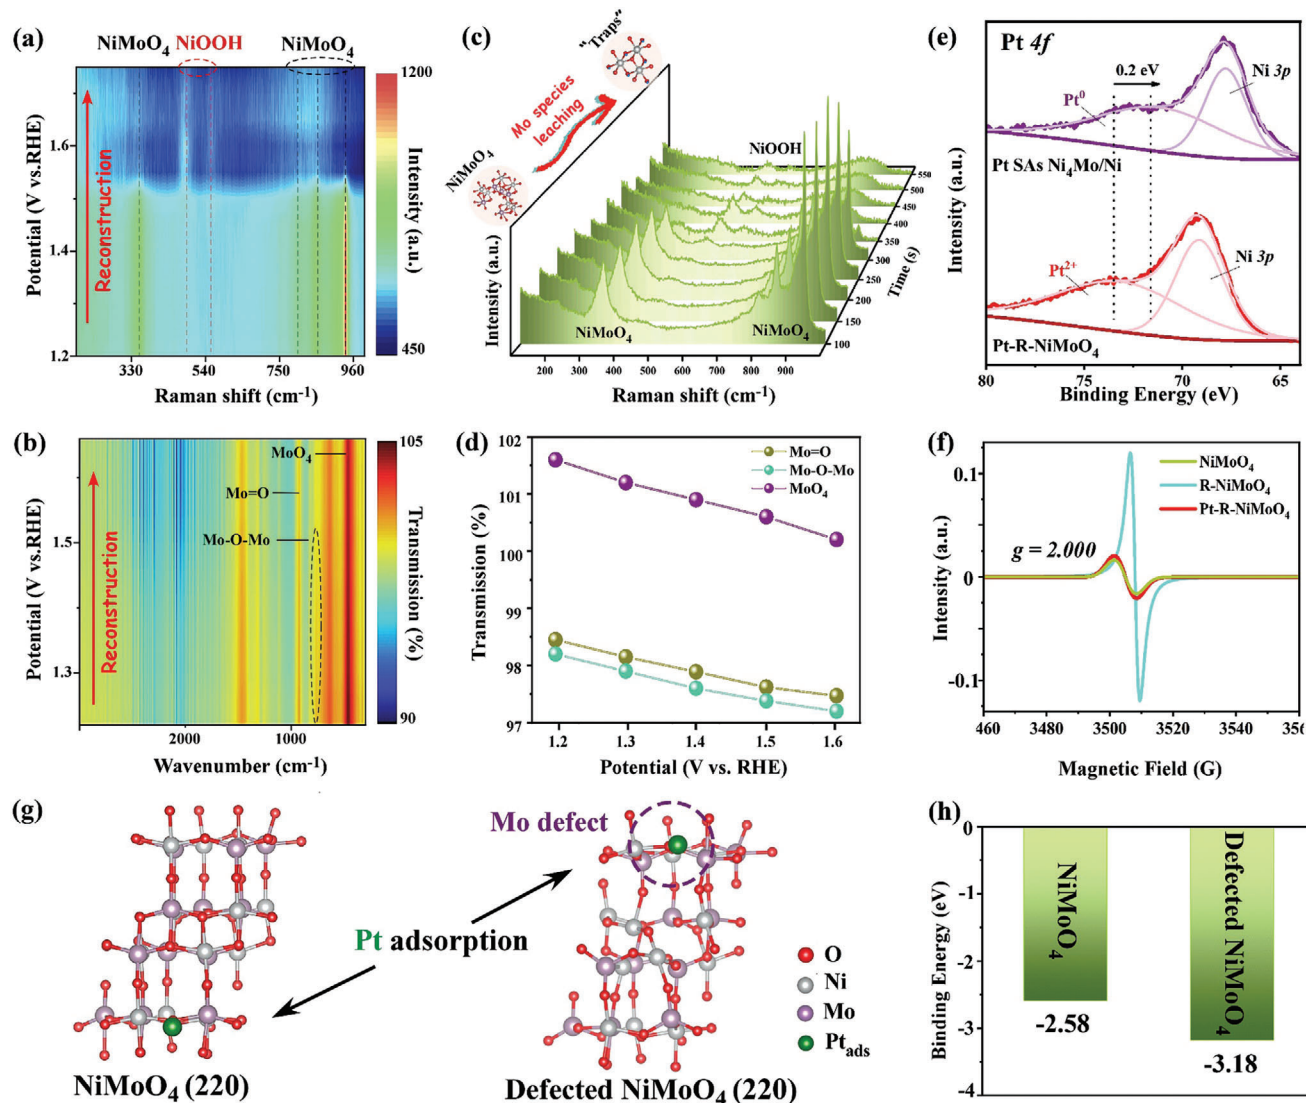 (a)
NiMoO4 NiOOH NiMoO4
Potential (V vs.RHE)
1.6
1.4
1.2
Reconstruction
330 540 750 960
Raman shift (cm-1)
1200
450
Intensity (a.u.)
(b)
Potential (V vs.RHE)
1.5
1.3
Reconstruction
MoO4
Mo=O
Mo-O-Mo
2000 1000
Wavenumber (cm-1)
105
90
Transmission (%)
(c)
"Traps"
Mo species
leaching
NiMoO4
NiOOH
NiMoO4 NiMoO4
Intensity (a.u.)
200 300 400 500 600 700 800 900
Raman shift (cm-1)
100
150
200
250
300
350
400
450
500
550
Time (s)
(d)
Transmission (%)
102
101
100
99
98
97
Mo=O
Mo-O-Mo
MoO4
1.2 1.3 1.4 1.5 1.6
Potential (V vs. RHE)
(e)
Pt 4f
0.2 eV
Pt0
Ni 3p
Pt SAs Ni4Mo/Ni
Pt2+
Ni 3p
Pt-R-NiMoO4
Intensity (a.u.)
80 75 70 65
Binding Energy (eV)
(f)
NiMoO4
R-NiMoO4
Pt-R-NiMoO4
g = 2.000
Intensity (a.u.)
0.1
0
-0.1
460 3480 3500 3520 3540
Magnetic Field (G)
(g)
Mo defect
Pt adsorption
O
Ni
Mo
Ptads
NiMoO4 (220)
Defected NiMoO4 (220)
(h)
Binding Energy (eV)
0
-1
-2
-3
-4
NiMoO4
Defected NiMoO4
-2.58
-3.18